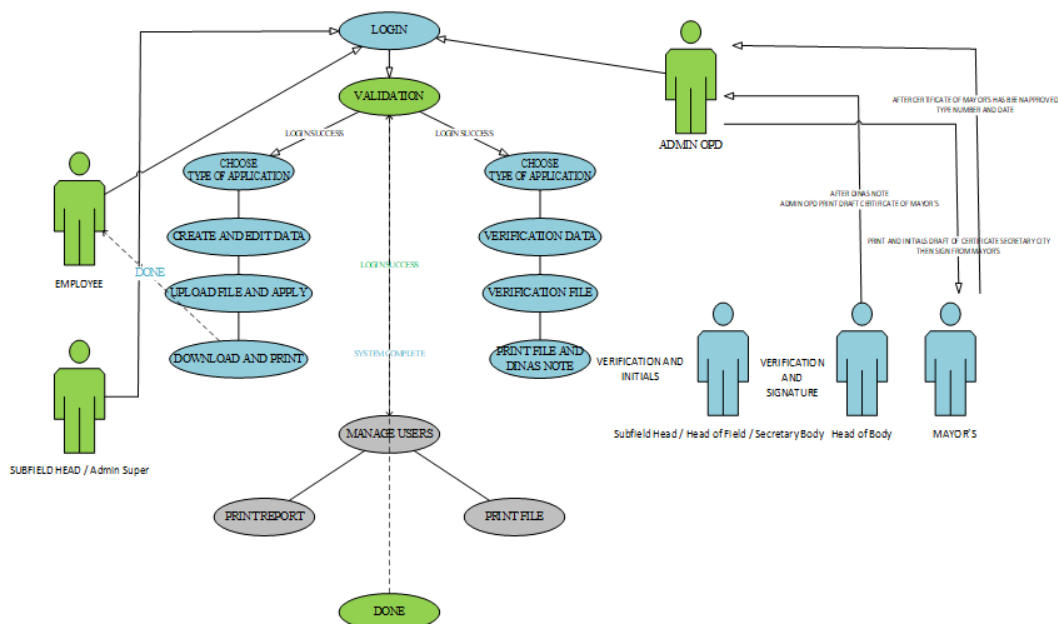 LOGIN
VALIDATION
LOGIN SUCCESS
LOGIN SUCCESS
ADMIN OPD
AFTER CERTIFICATE OF MAYOR'S HAS BEEN APPROVED
TYPE NUMBER AND DATE
CHOOSE
TYPE OF APPLICATION
CHOOSE
TYPE OF APPLICATION
AFTER DINAS NOTE
ADMIN OPD PRINT DRAFT CERTIFICATE OF MAYOR'S
CREATE AND EDIT DATA
VERIFICATION DATA
PRINT AND INITIALS DRAFT OF CERTIFICATE SECRETARY CITY
THEN SIGN FROM MAYOR'S
LOGIN SUCCESS
DONE
EMPLOYEE
UPLOAD FILE AND APPLY
VERIFICATION FILE
DOWNLOAD AND PRINT
SYSTEM COMPLETE
PRINT FILE AND
DINAS NOTE
VERIFICATION AND
INITIALS
VERIFICATION
AND
SIGNATURE
MANAGE USERS
Subfield Head / Head of Field / Secretary Body
Head of Body
MAYOR'S
SUBFIELD HEAD / Admin Super
PRINT REPORT
PRINT FILE
DONE